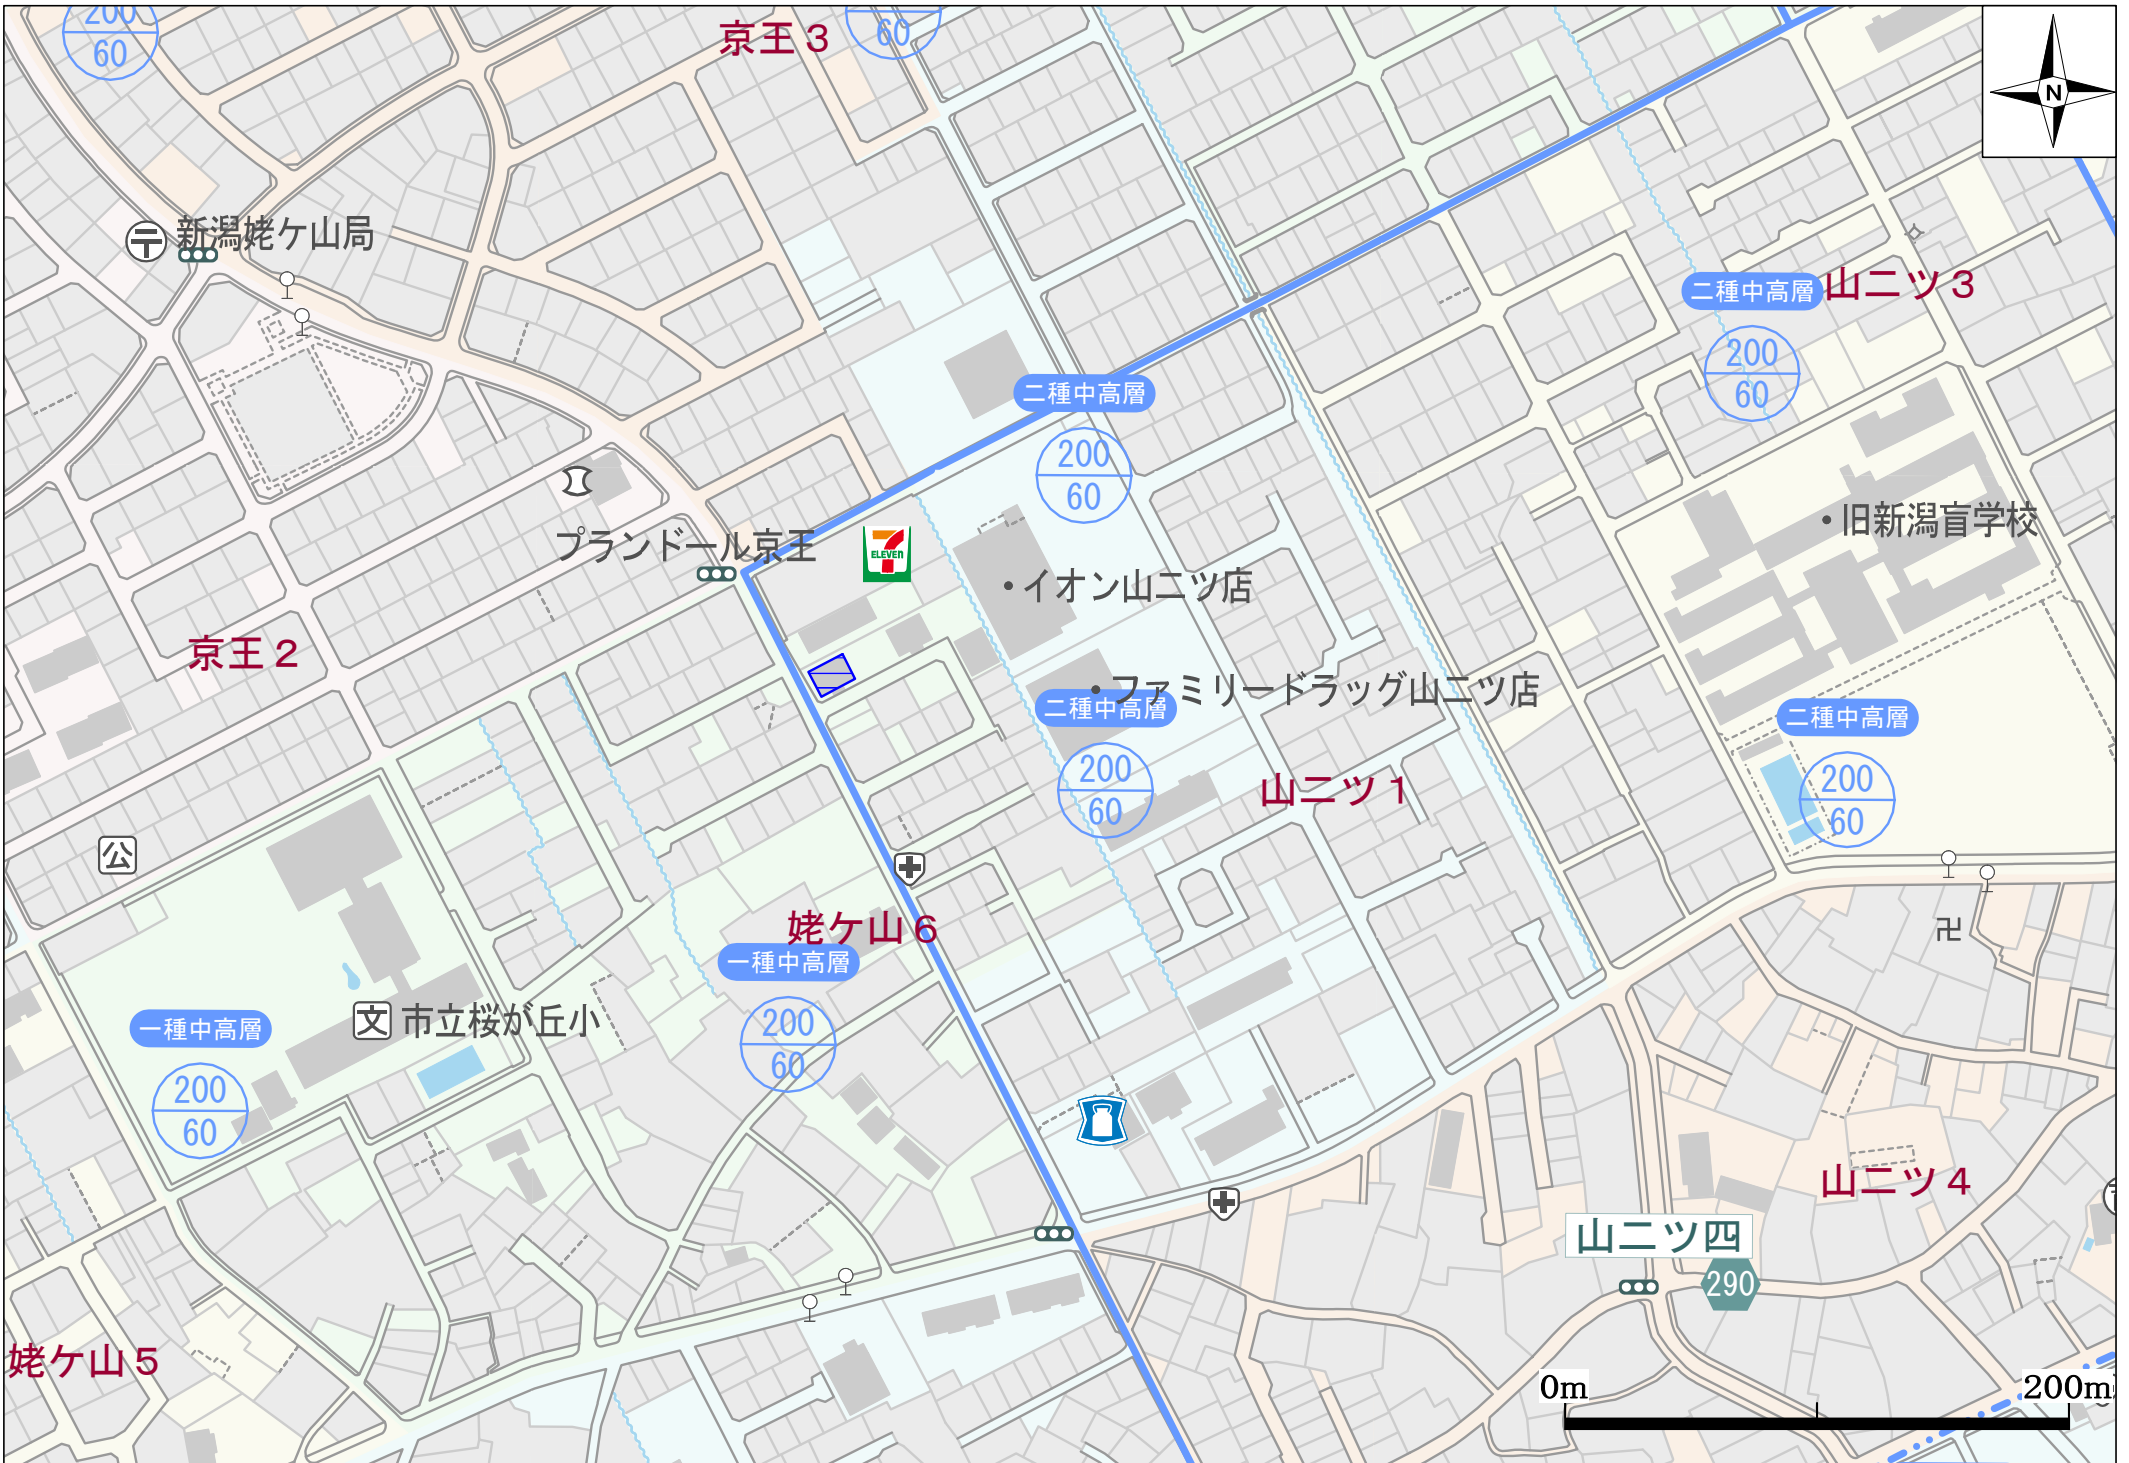 200
60
京王3
60
N
新潟姥ケ山局
山二ツ3
二種中高層
200
60
二種中高層
200
60
旧新潟盲学校
プランドール京王
7
ELEVEn
イオン山二ツ店
京王2
ファミリードラッグ山二ツ店
二種中高層
200
60
二種中高層
200
60
山二ツ1
公
卍
姥ケ山6
一種中高層
200
60
文 市立桜が丘小
一種中高層
200
60
山二ツ4
山二ツ四
290
姥ケ山5
0m 200m